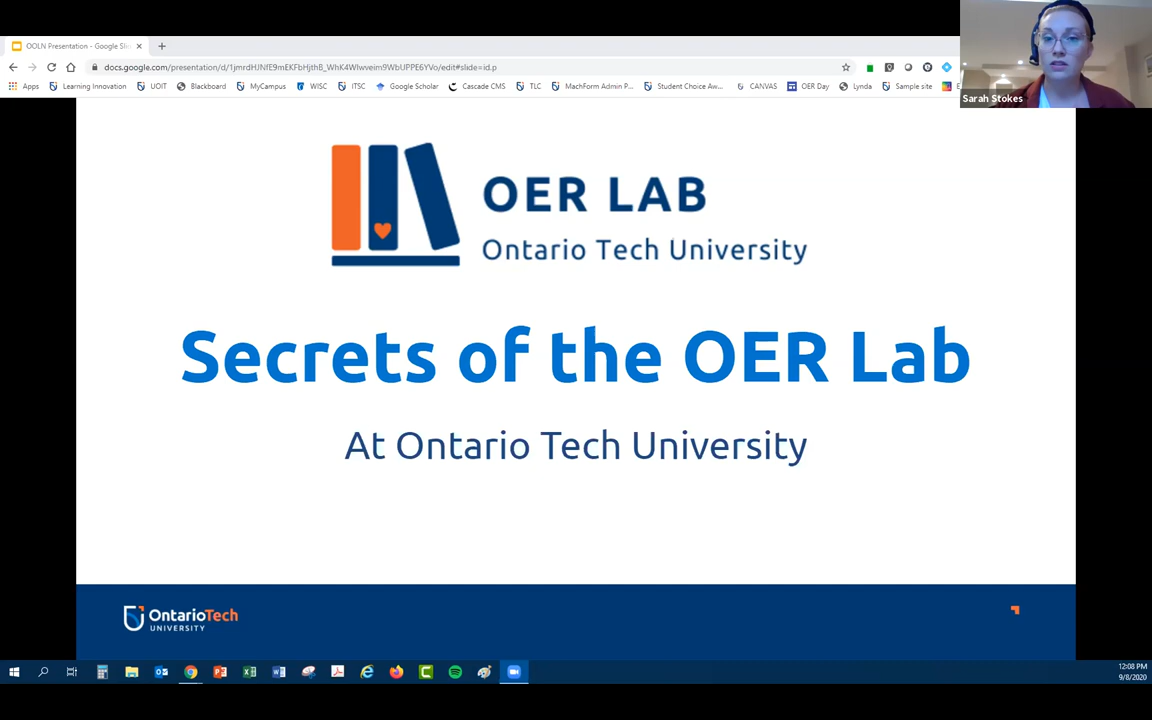 OOLN Presentation - Google Sli
docs.google.com/presentation/d/1jmrdHJNfE9mEKFbHjthB_WhK4Wlwveim9WbUPPE6YVo/edit#slide=id.p
Apps Learning Innovation UOIT Blackboard MyCampus WISC ITSC Google Scholar Cascade CMS TLC MachForm Admin P... Student Choice Aw... CANVAS OER Day Lynda Sample site
Sarah Stokes
OER LAB
Ontario Tech University
Secrets of the OER Lab
At Ontario Tech University
OntarioTech
UNIVERSITY
12:08 PM
9/8/2020